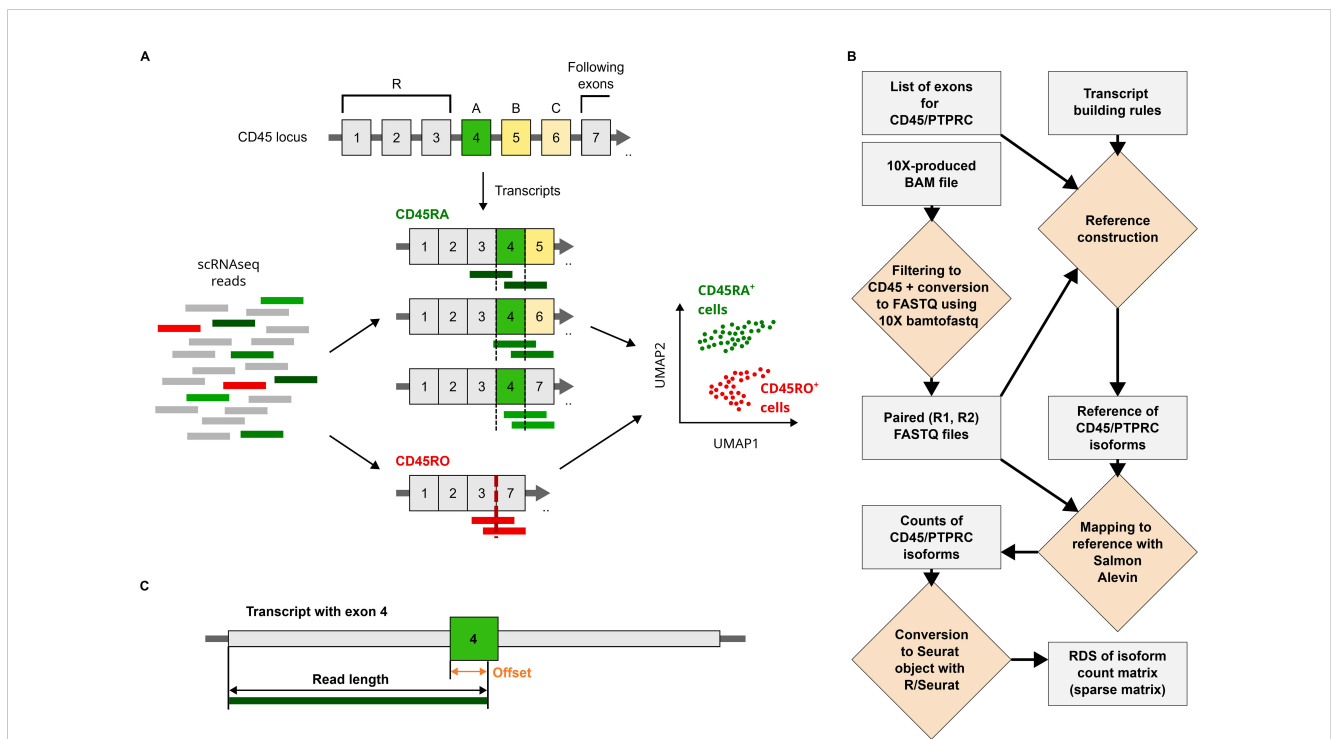 A
R
Following
exons
A
B
C
CD45 locus
1
2
3
4
5
6
7
..
Transcripts
CD45RA
1
2
3
4
5
..
scRNAseq
reads
1
2
3
4
6
..
1
2
3
4
7
..
CD45RO
1
2
3
7
..
CD45RA⁺
cells
CD45RO⁺
cells
UMAP2
UMAP1
B
List of exons
for
CD45/PTPRC
Transcript
building rules
10X-produced
BAM file
Reference
construction
Filtering to
CD45 + conversion
to FASTQ using
10X bamtofastq
Paired (R1, R2)
FASTQ files
Reference of
CD45/PTPRC
isoforms
Counts of
CD45/PTPRC
isoforms
Mapping to
reference with
Salmon
Alevin
Conversion
to Seurat
object with
R/Seurat
RDS of isoform
count matrix
(sparse matrix)
C
Transcript with exon 4
4
Offset
Read length